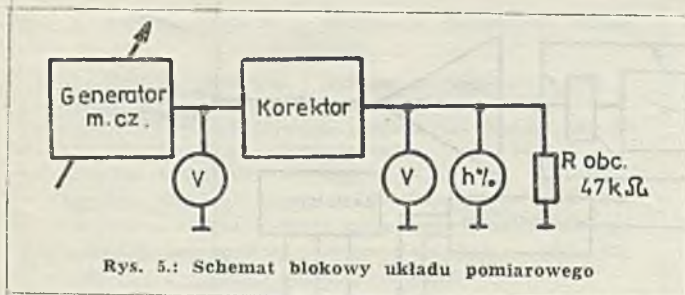 Generator
m.cz.
Korektor
V
V
h%
R obc.
47kΩ
Rys. 5.: Schemat blokowy układu pomiarowego